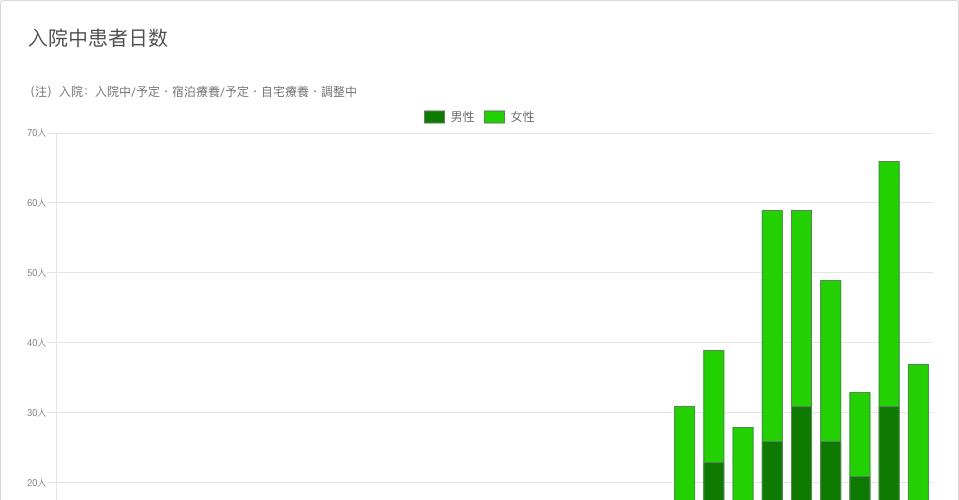 入院中患者日数
（注）入院：入院中/予定・宿泊療養/予定・自宅療養・調整中
男性 女性
70人
60人
50人
40人
30人
20人